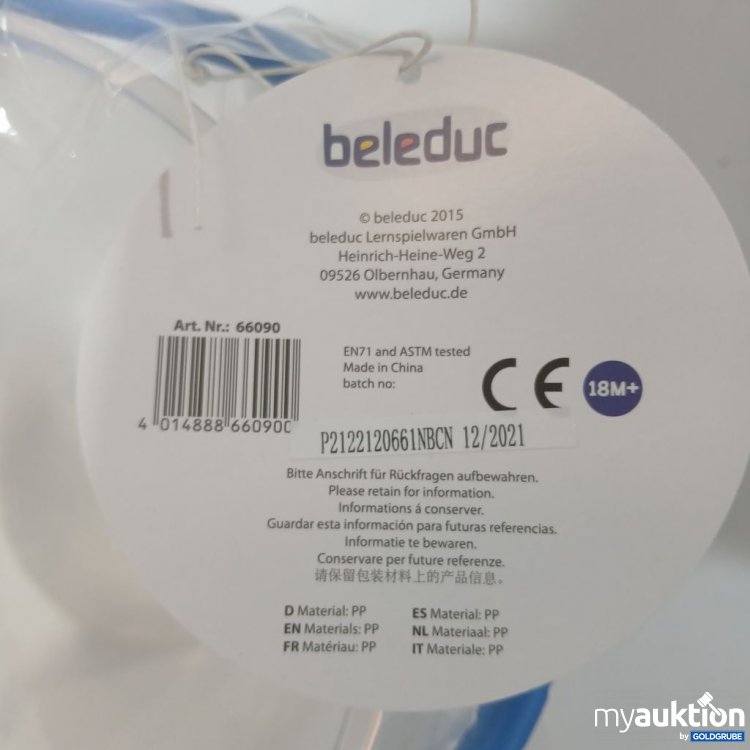 beleduc
© beleduc 2015
beleduc Lernspielwaren GmbH
Heinrich-Heine-Weg 2
09526 Olbernhau, Germany
www.beleduc.de
Art. Nr.: 66090
4 014888 660900
EN71 and ASTM tested
Made in China
batch no:
CE
18M+
P2122120661NBCN 12/2021
Bitte Anschrift für Rückfragen aufbewahren.
Please retain for information.
Informations á conserver.
Guardar esta información para futuras referencias.
Informatie te bewaren.
Conservare per future referenze.
请保留包装材料上的产品信息。
D Material: PP
EN Materials: PP
FR Matériau: PP
ES Material: PP
NL Materiaal: PP
IT Materiale: PP
myauktion
by GOLDGRUBE